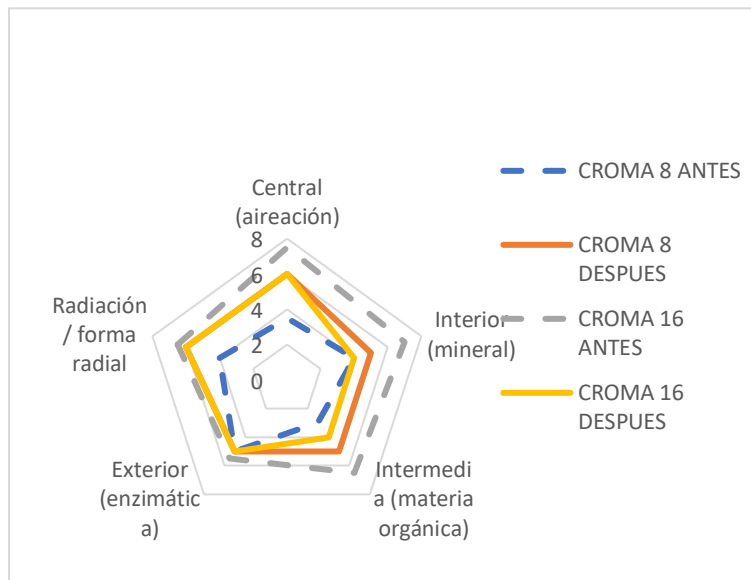 Central
(aireación)
8
6
4
2
0
Interior
(mineral)
Intermedi
a (materia
orgánica)
Exterior
(enzimátic
a)
Radiación
/ forma
radial
CROMA 8 ANTES
CROMA 8
DESPUES
CROMA 16
ANTES
CROMA 16
DESPUES